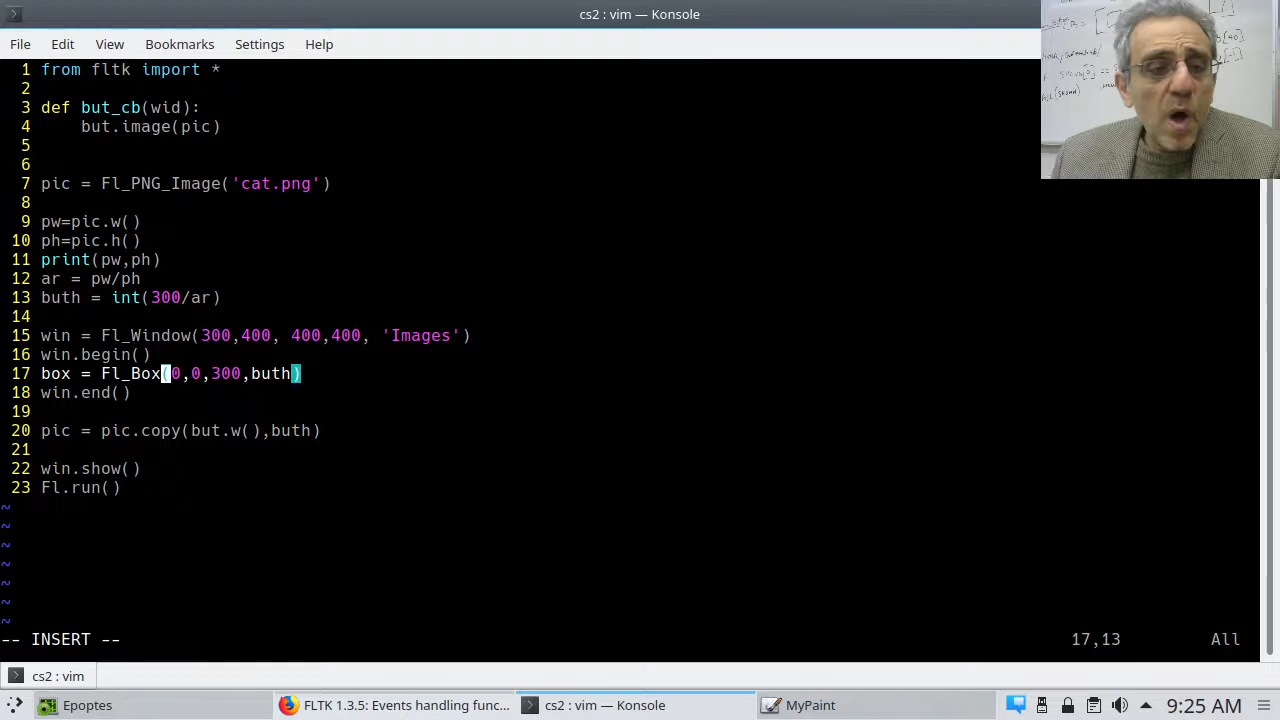 cs2 : vim — Konsole
File Edit View Bookmarks Settings Help
1 from fltk import *
2
3 def but_cb(wid):
4     but.image(pic)
5
6
7 pic = Fl_PNG_Image('cat.png')
8
9 pw=pic.w()
10 ph=pic.h()
11 print(pw,ph)
12 ar = pw/ph
13 buth = int(300/ar)
14
15 win = Fl_Window(300,400, 400,400, 'Images')
16 win.begin()
17 box = Fl_Box(0,0,300,buth)
18 win.end()
19
20 pic = pic.copy(but.w(),buth)
21
22 win.show()
23 Fl.run()
~
~
~
~
~
~
~
-- INSERT -- 17,13 All
cs2 : vim
Epoptes FLTK 1.3.5: Events handling func... cs2 : vim — Konsole MyPaint 9:25 AM